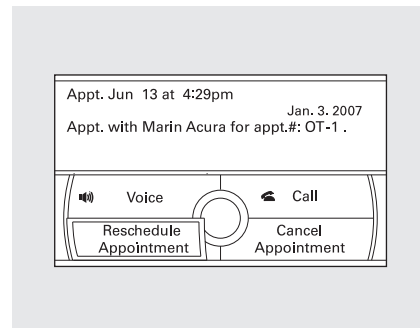 Appt. Jun 13 at 4:29pm
Jan. 3. 2007
Appt. with Marin Acura for appt.#: OT-1 .
Voice
Call
Reschedule
Appointment
Cancel
Appointment